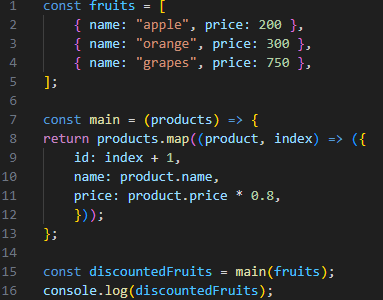 1 const fruits = [
2     { name: "apple", price: 200 },
3     { name: "orange", price: 300 },
4     { name: "grapes", price: 750 },
5 ];
6
7 const main = (products) => {
8 return products.map((product, index) => ({
9     id: index + 1,
10     name: product.name,
11     price: product.price * 0.8,
12     }));
13 };
14
15 const discountedFruits = main(fruits);
16 console.log(discountedFruits);